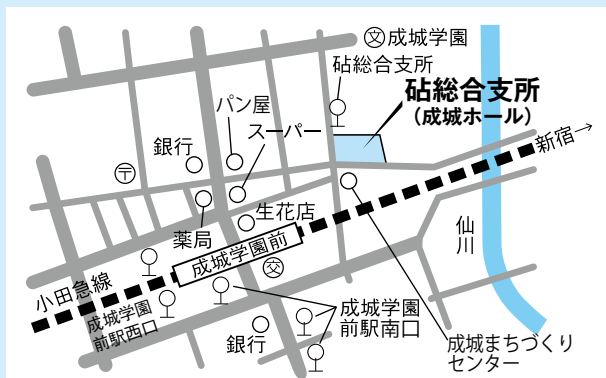 ㊫成城学園
砧総合支所
砧総合支所
(成城ホール)
パン屋
スーパー
銀行
〒
新宿→
生花店
薬局
成城学園前
文
仙川
小田急線
成城学園
前駅西口
成城学園
前駅南口
銀行
成城まちづくり
センター